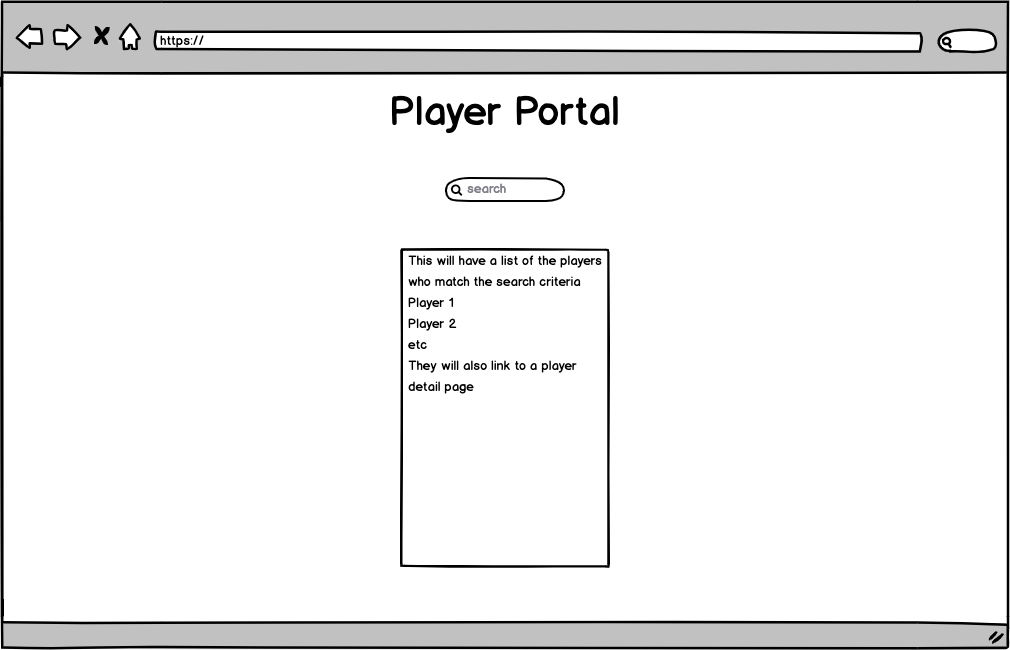 https://
Player Portal
search
This will have a list of the players
who match the search criteria
Player 1
Player 2
etc
They will also link to a player
detail page